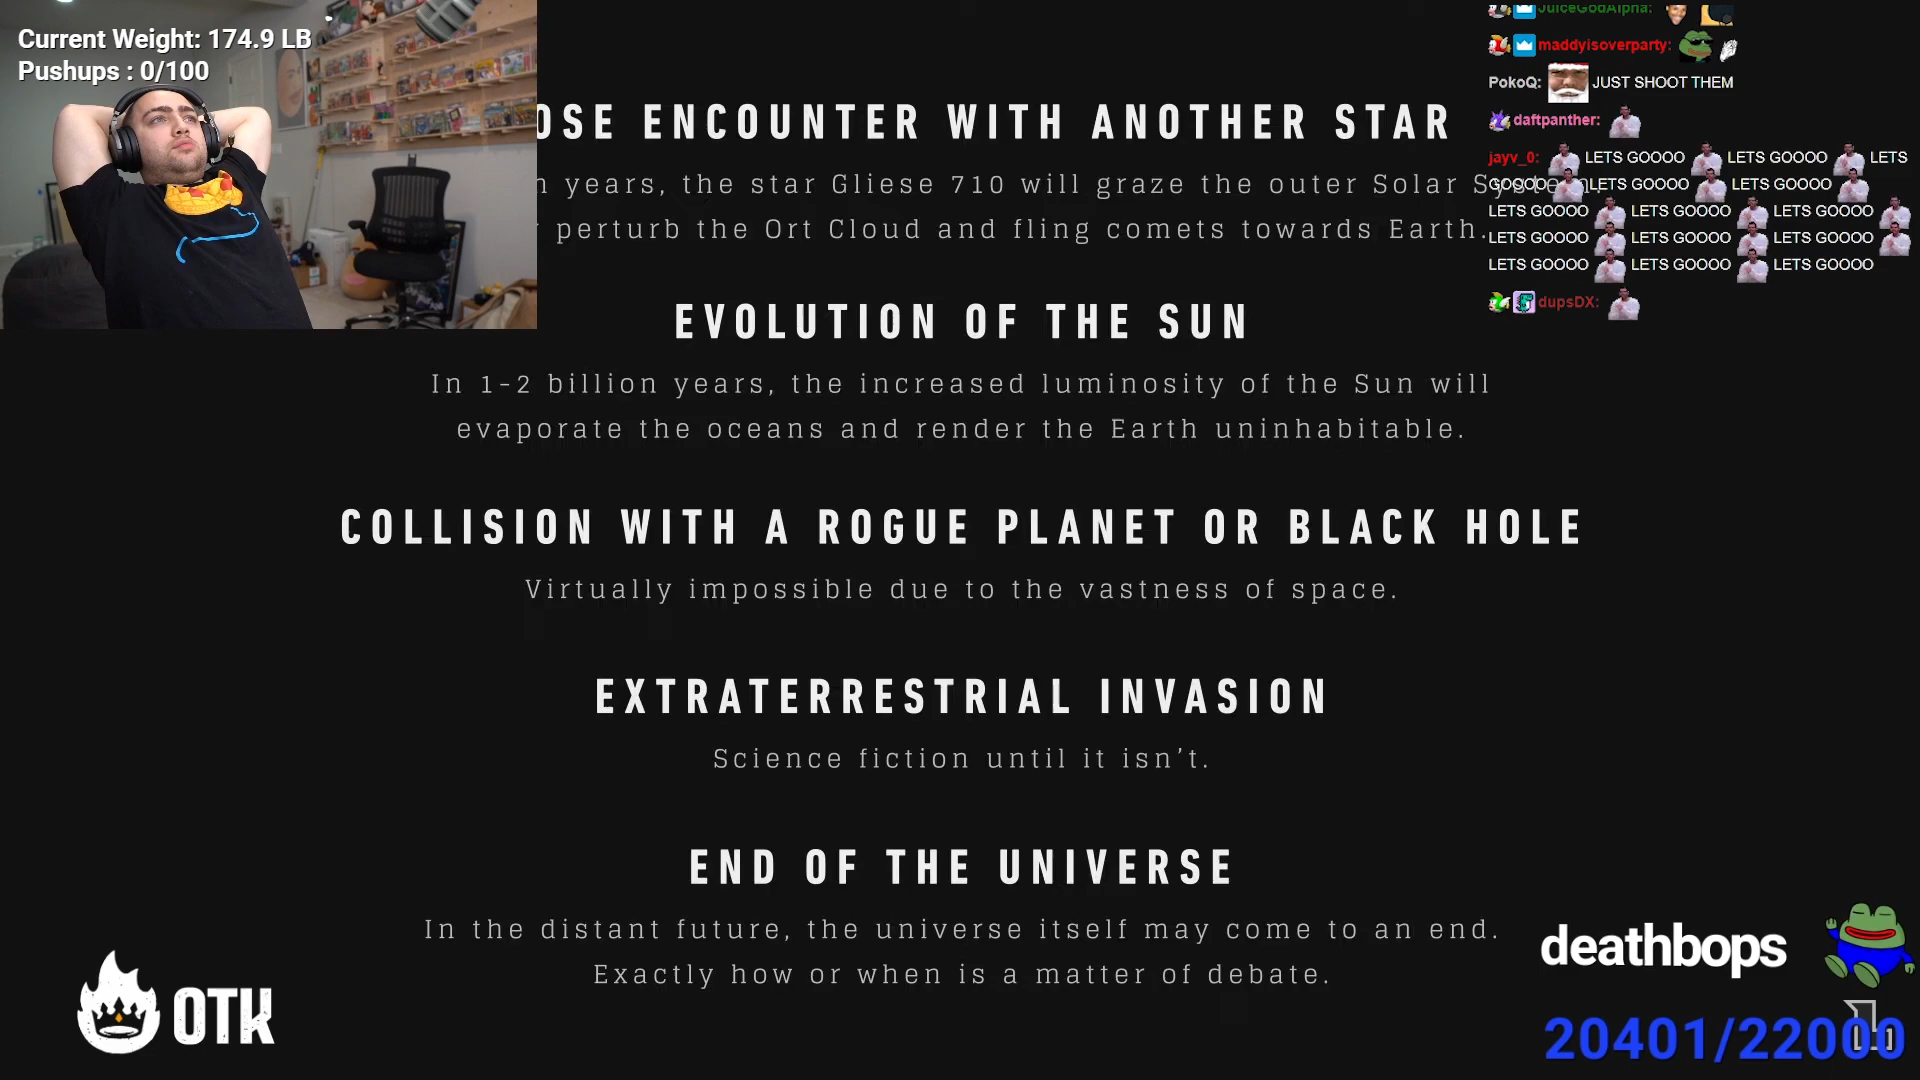 Current Weight: 174.9 LB
Pushups : 0/100
OSE ENCOUNTER WITH ANOTHER STAR
years, the star Gliese 710 will graze the outer Solar System.
perturb the Ort Cloud and fling comets towards Earth.
EVOLUTION OF THE SUN
In 1-2 billion years, the increased luminosity of the Sun will
evaporate the oceans and render the Earth uninhabitable.
COLLISION WITH A ROGUE PLANET OR BLACK HOLE
Virtually impossible due to the vastness of space.
EXTRATERRESTRIAL INVASION
Science fiction until it isn't.
END OF THE UNIVERSE
In the distant future, the universe itself may come to an end.
Exactly how or when is a matter of debate.
JuiceGodAlpha:
maddyisoverparty:
PokoQ: JUST SHOOT THEM
daftpanther:
jayv_0: LETS GOOOO LETS GOOOO LETS
GOOOO LETS GOOOO LETS GOOOO
LETS GOOOO LETS GOOOO LETS GOOOO
LETS GOOOO LETS GOOOO LETS GOOOO
LETS GOOOO LETS GOOOO LETS GOOOO
dupsDX:
OTK
deathbops
20401/22000